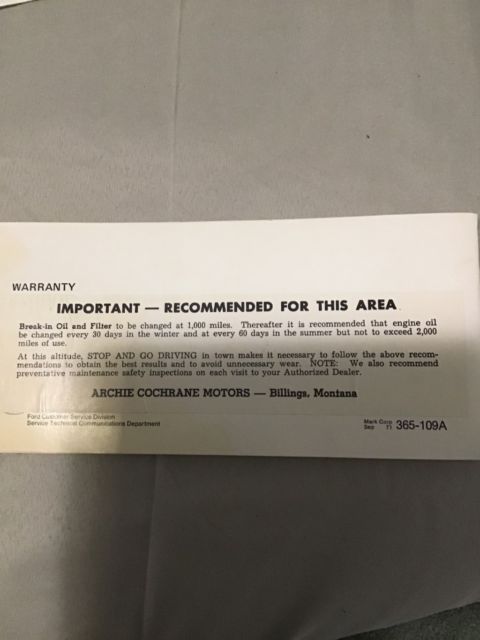 WARRANTY
IMPORTANT — RECOMMENDED FOR THIS AREA
Break-in Oil and Filter to be changed at 1,000 miles. Thereafter it is recommended that engine oil
be changed every 30 days in the winter and at every 60 days in the summer but not to exceed 2,000
miles of use.
At this altitude, STOP AND GO DRIVING in town makes it necessary to follow the above recom-
mendations to obtain the best results and to avoid unnecessary wear. NOTE: We also recommend
preventative maintenance safety inspections on each visit to your Authorized Dealer.
ARCHIE COCHRANE MOTORS — Billings, Montana
Ford Customer Service Division
Service Technical Communications Department
Mark Corp
Sep 71 365-109A